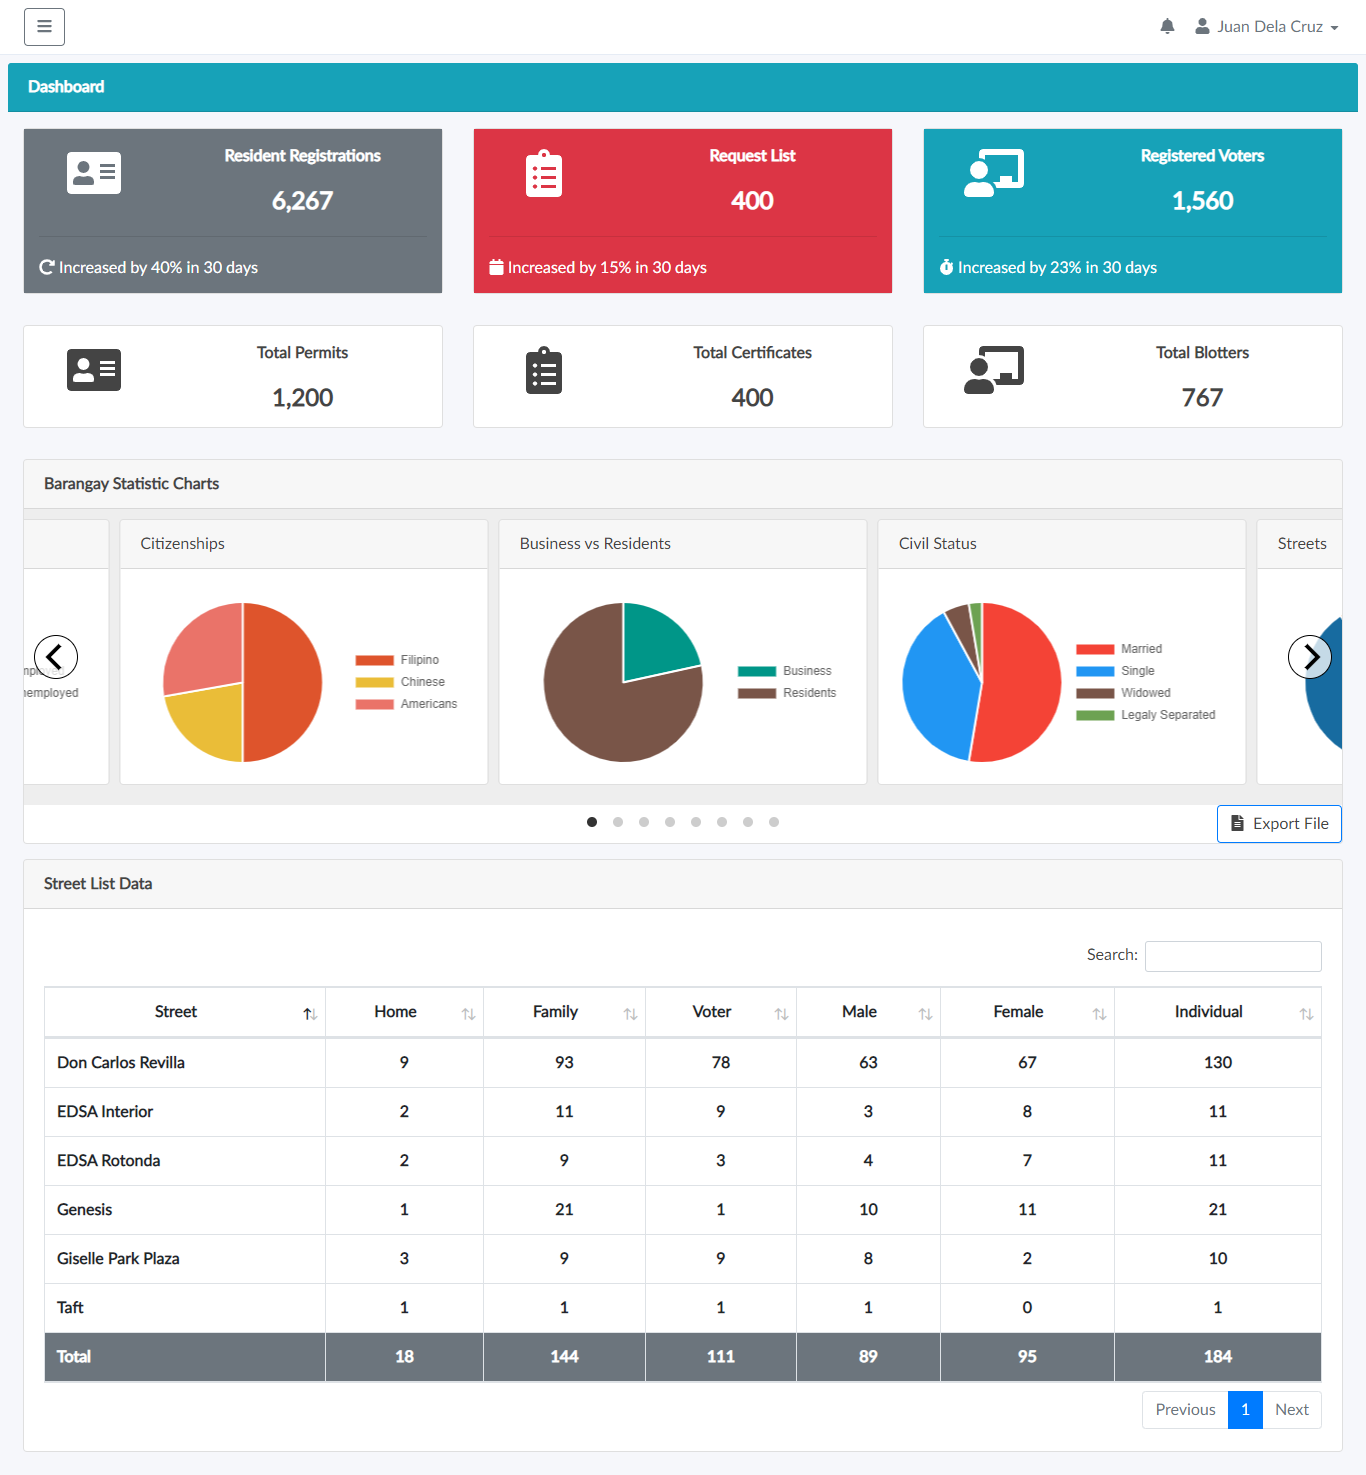 Juan Dela Cruz
Dashboard
Resident Registrations
6,267
Increased by 40% in 30 days
Request List
400
Increased by 15% in 30 days
Registered Voters
1,560
Increased by 23% in 30 days
Total Permits
1,200
Total Certificates
400
Total Blotters
767
Barangay Statistic Charts
nemployed
Citizenships
Filipino
Chinese
Americans
Business vs Residents
Business
Residents
Civil Status
Married
Single
Widowed
Legaly Separated
Streets
Export File
Street List Data
Search:
Street Home Family Voter Male Female Individual
Don Carlos Revilla 9 93 78 63 67 130
EDSA Interior 2 11 9 3 8 11
EDSA Rotonda 2 9 3 4 7 11
Genesis 1 21 1 10 11 21
Giselle Park Plaza 3 9 9 8 2 10
Taft 1 1 1 1 0 1
Total 18 144 111 89 95 184
Previous 1 Next